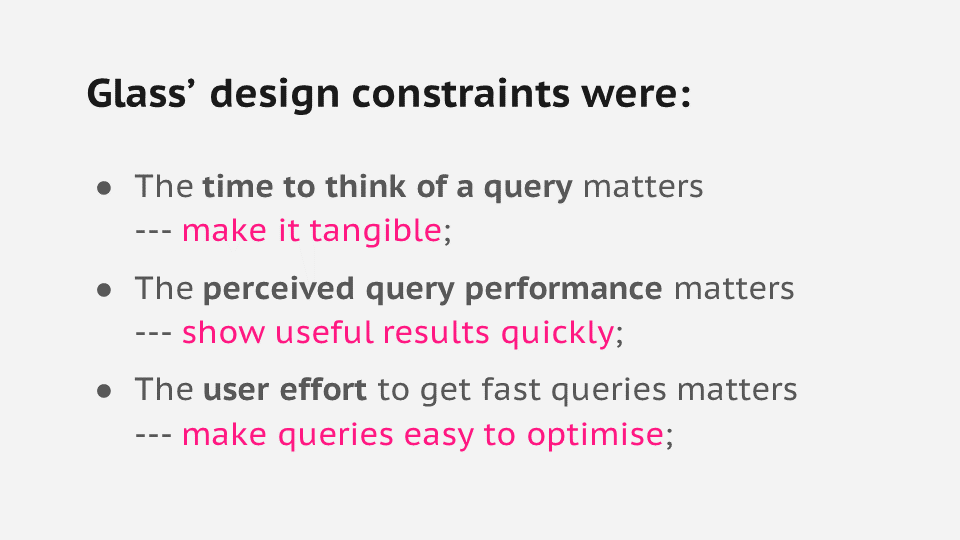 Glass’ design constraints were:
● The time to think of a query matters
--- make it tangible;
● The perceived query performance matters
--- show useful results quickly;
● The user effort to get fast queries matters
--- make queries easy to optimise;